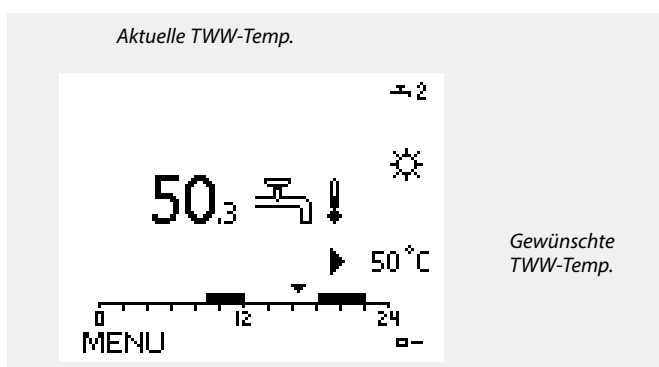 Aktuelle TWW-Temp.
2
50.3
50 °C
Gewünschte
TWW-Temp.
0 12 24
MENU